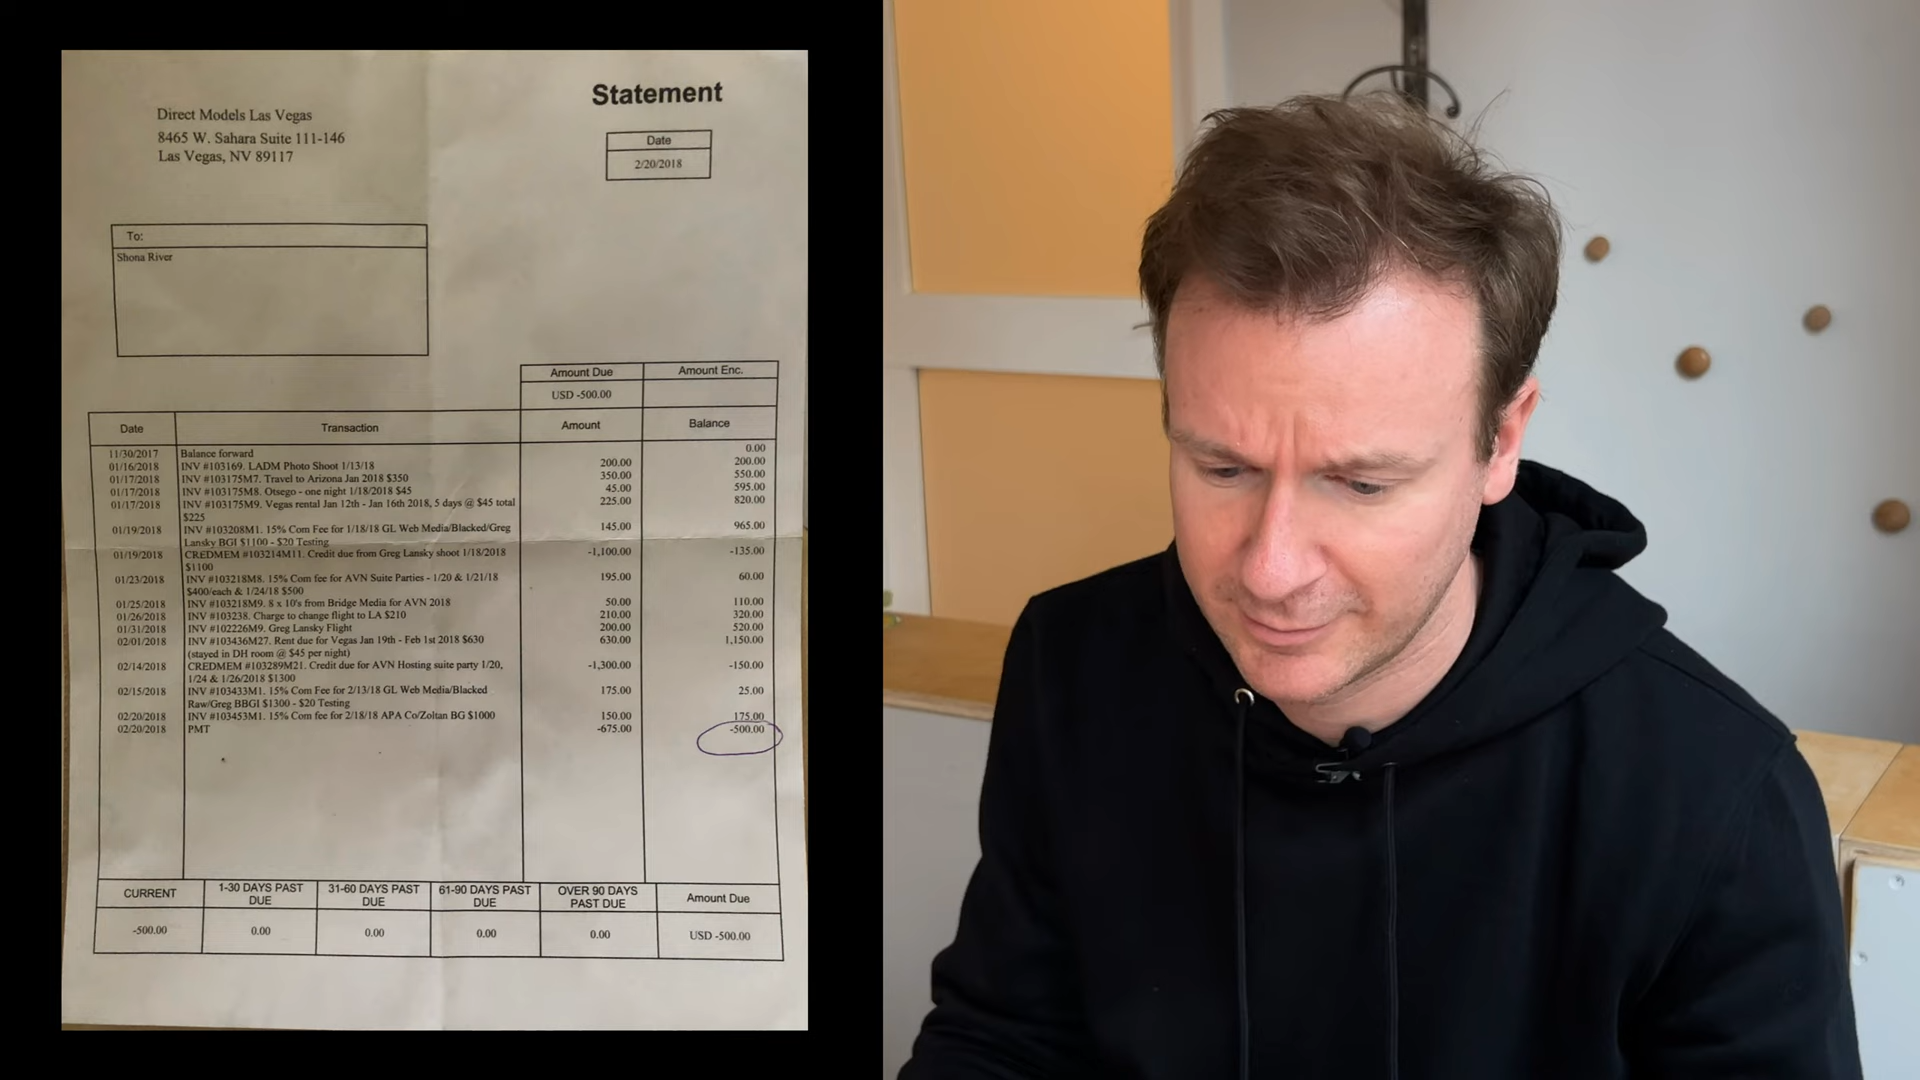 Statement
Direct Models Las Vegas
8465 W. Sahara Suite 111-146
Las Vegas, NV 89117
Date
2/20/2018
To:
Shona River
Amount Due Amount Enc.
USD -500.00
Date Transaction Amount Balance
11/30/2017 Balance forward 0.00
01/16/2018 INV #103169. LADM Photo Shoot 1/13/18 200.00 200.00
01/17/2018 INV #103175M7. Travel to Arizona Jan 2018 $350 350.00 550.00
01/17/2018 INV #103175M8. Otsego - one night 1/18/2018 $45 45.00 595.00
01/17/2018 INV #103175M9. Vegas rental Jan 12th - Jan 16th 2018, 5 days @ $45 total 225.00 820.00
$225
01/19/2018 INV #103208M1. 15% Com Fee for 1/18/18 GL Web Media/Blacked/Greg 145.00 965.00
Lansky BGI $1100 - $20 Testing
01/19/2018 CREDMEM #103214M11. Credit due from Greg Lansky shoot 1/18/2018 -1,100.00 -135.00
$1100
01/23/2018 INV #103218M8. 15% Com fee for AVN Suite Parties - 1/20 & 1/21/18 195.00 60.00
$400/each & 1/24/18 $500
01/25/2018 INV #103218M9. 8 x 10's from Bridge Media for AVN 2018 50.00 110.00
01/26/2018 INV #103238. Charge to change flight to LA $210 210.00 320.00
01/31/2018 INV #102226M9. Greg Lansky Flight 200.00 520.00
02/01/2018 INV #103436M27. Rent due for Vegas Jan 19th - Feb 1st 2018 $630 630.00 1,150.00
(stayed in DH room @ $45 per night)
02/14/2018 CREDMEM #103289M21. Credit due for AVN Hosting suite party 1/20, -1,300.00 -150.00
1/24 & 1/26/2018 $1300
02/15/2018 INV #103433M1. 15% Com Fee for 2/13/18 GL Web Media/Blacked 175.00 25.00
Raw/Greg BBGI $1300 - $20 Testing
02/20/2018 INV #103453M1. 15% Com fee for 2/18/18 APA Co/Zoltan BG $1000 150.00 175.00
02/20/2018 PMT -675.00 -500.00
CURRENT 1-30 DAYS PAST DUE 31-60 DAYS PAST DUE 61-90 DAYS PAST DUE OVER 90 DAYS PAST DUE Amount Due
-500.00 0.00 0.00 0.00 0.00 USD -500.00